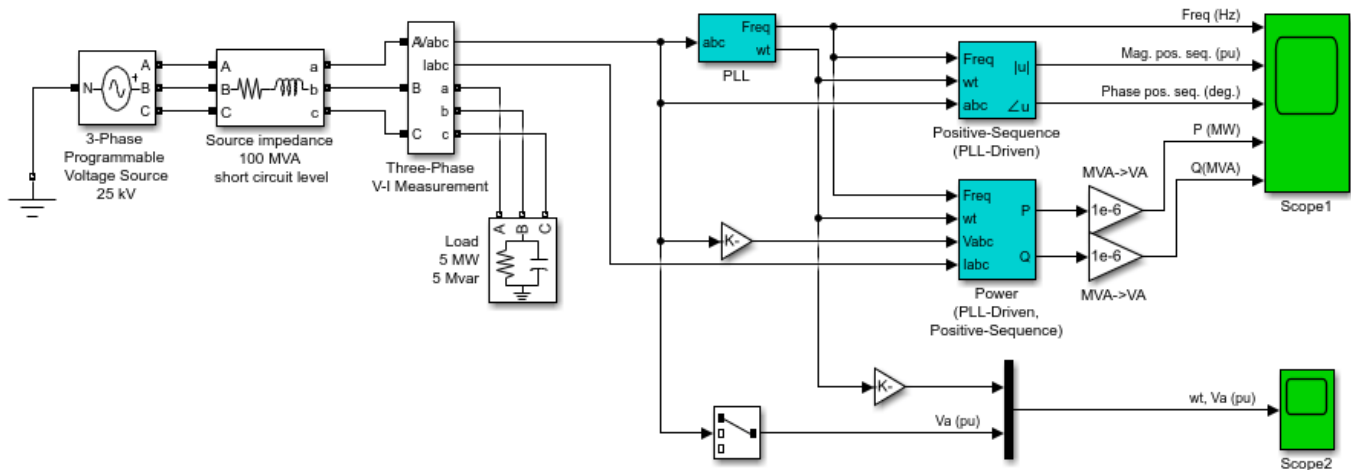 N
A
B
C
3-Phase
Programmable
Voltage Source
25 kV
A
B
C
a
b
c
Source impedance
100 MVA
short circuit level
A
B
C
Vabc
Iabc
a
b
c
Three-Phase
V-I Measurement
A
B
C
Load
5 MW
5 Mvar
abc
Freq
wt
PLL
Freq
wt
abc
|u|
∠u
Positive-Sequence
(PLL-Driven)
Freq
wt
Vabc
Iabc
P
Q
Power
(PLL-Driven,
Positive-Sequence)
K-
MVA->VA
1e-6
1e-6
MVA->VA
Freq (Hz)
Mag. pos. seq. (pu)
Phase pos. seq. (deg.)
P (MW)
Q(MVA)
Scope1
K-
Va (pu)
wt, Va (pu)
Scope2